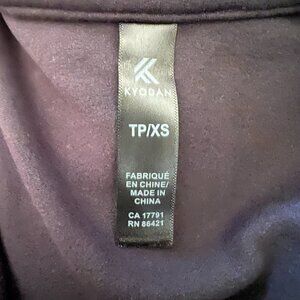 KYODAN
TP/XS
FABRIQUÉ
EN CHINE/
MADE IN
CHINA
CA 17791
RN 86421